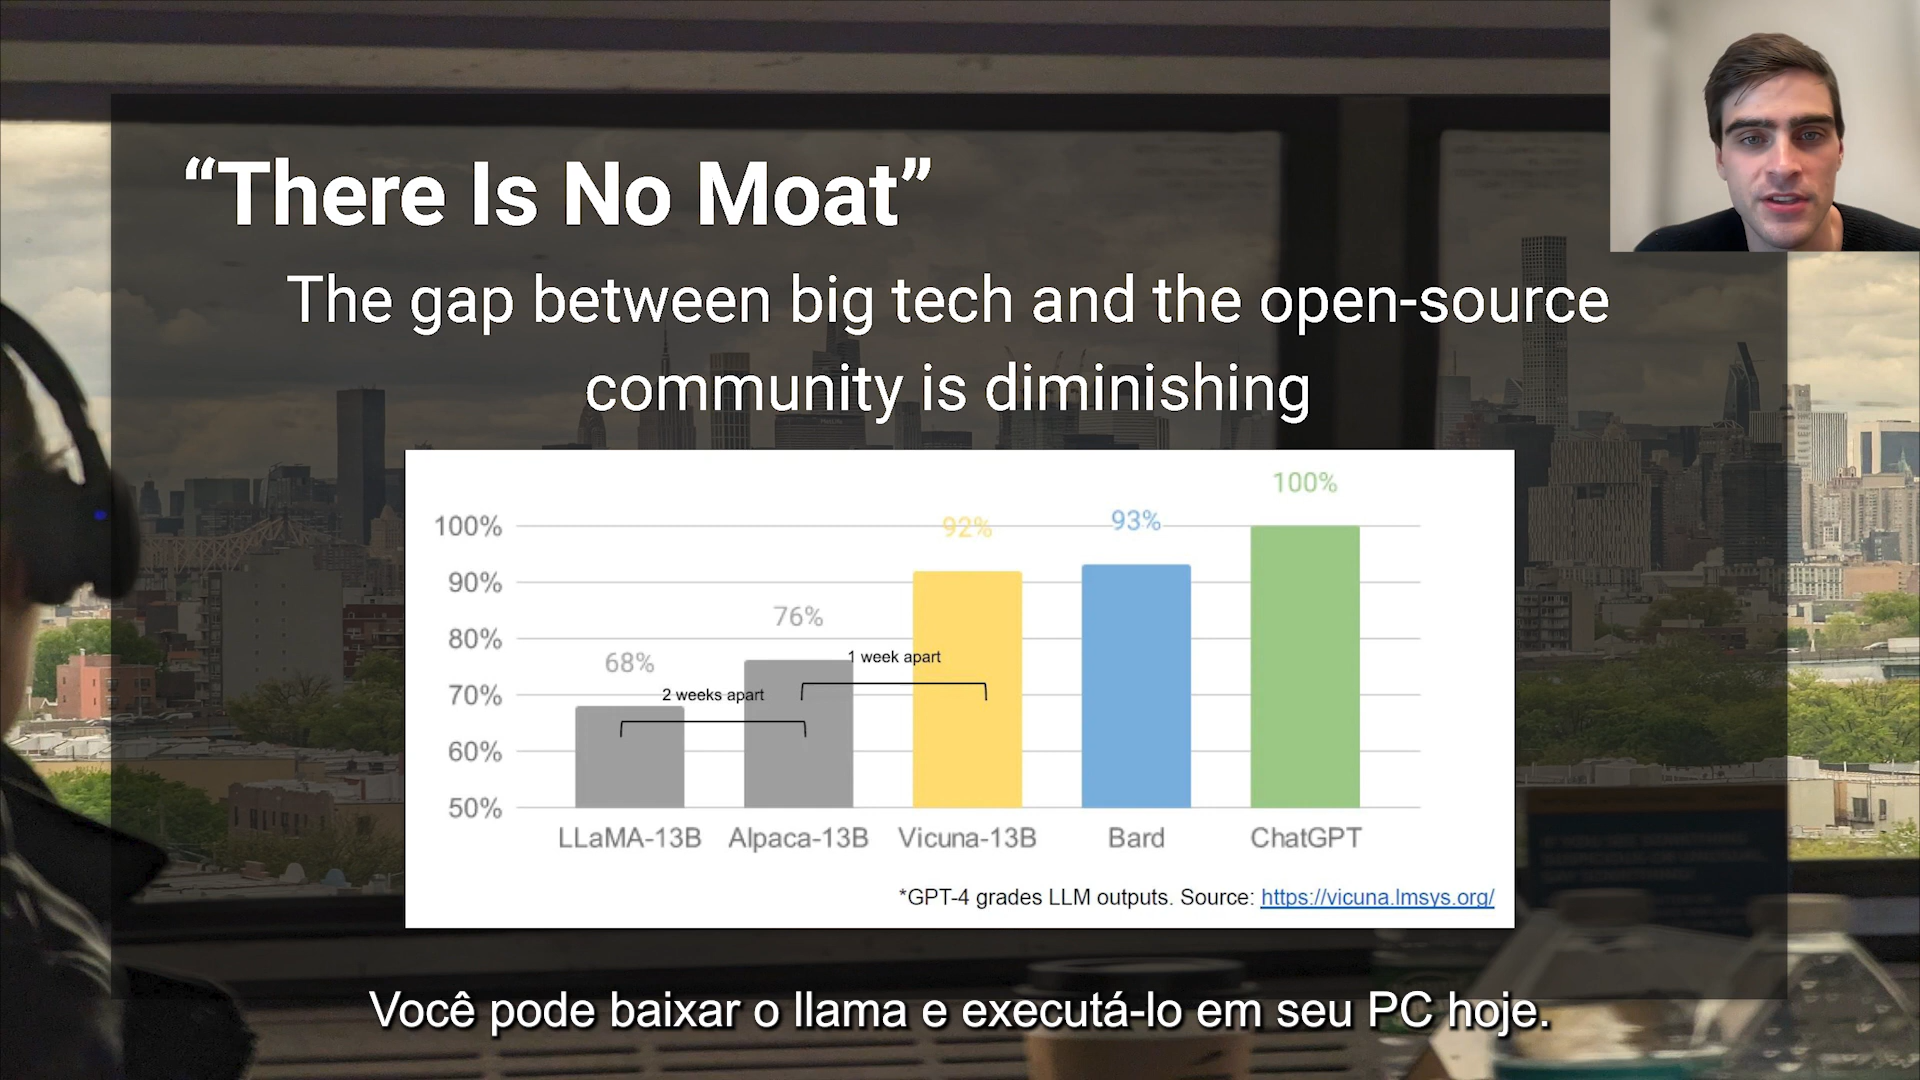 “There Is No Moat”
The gap between big tech and the open-source
community is diminishing
100%
100%
92%
93%
90%
76%
80%
68%
1 week apart
70%
2 weeks apart
60%
50%
LLaMA-13B
Alpaca-13B
Vicuna-13B
Bard
ChatGPT
*GPT-4 grades LLM outputs. Source: https://vicuna.lmsys.org/
Você pode baixar o llama e executá-lo em seu PC hoje.